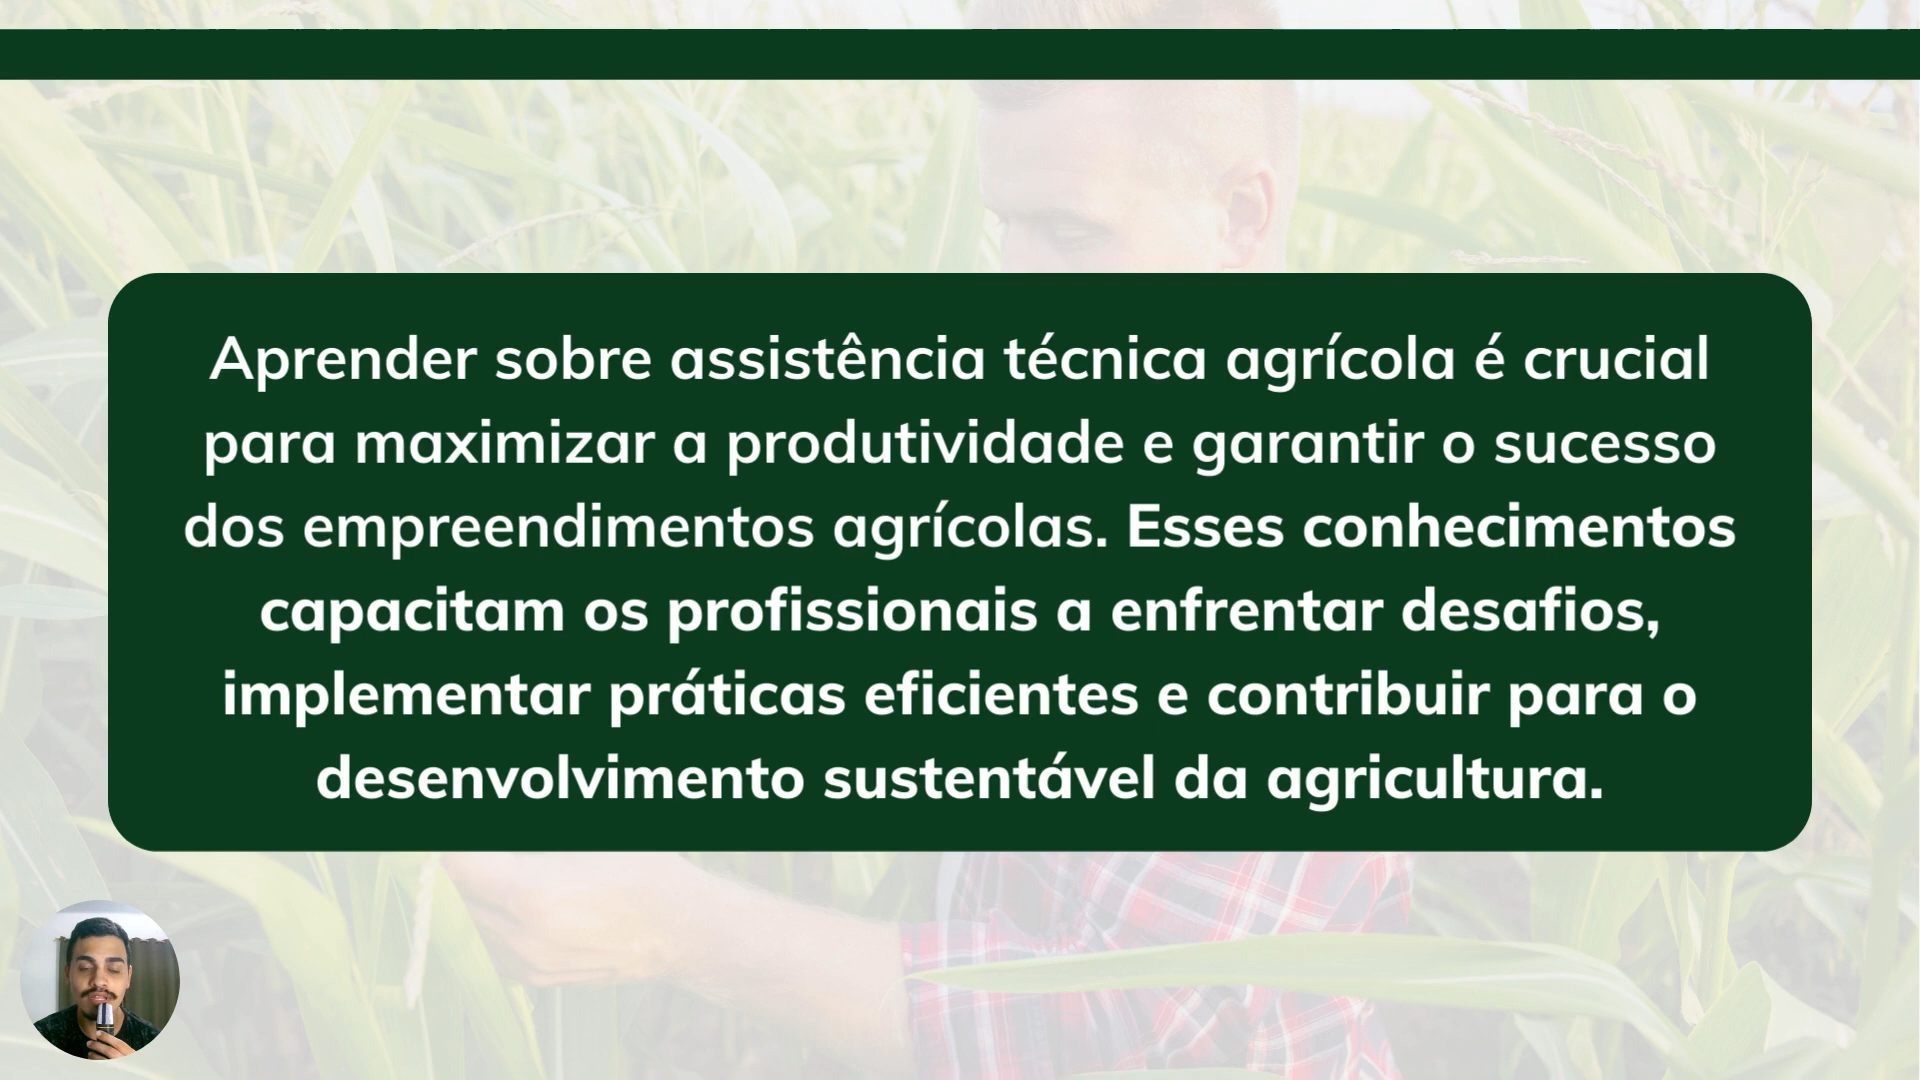 Aprender sobre assistência técnica agrícola é crucial
para maximizar a produtividade e garantir o sucesso
dos empreendimentos agrícolas. Esses conhecimentos
capacitam os profissionais a enfrentar desafios,
implementar práticas eficientes e contribuir para o
desenvolvimento sustentável da agricultura.